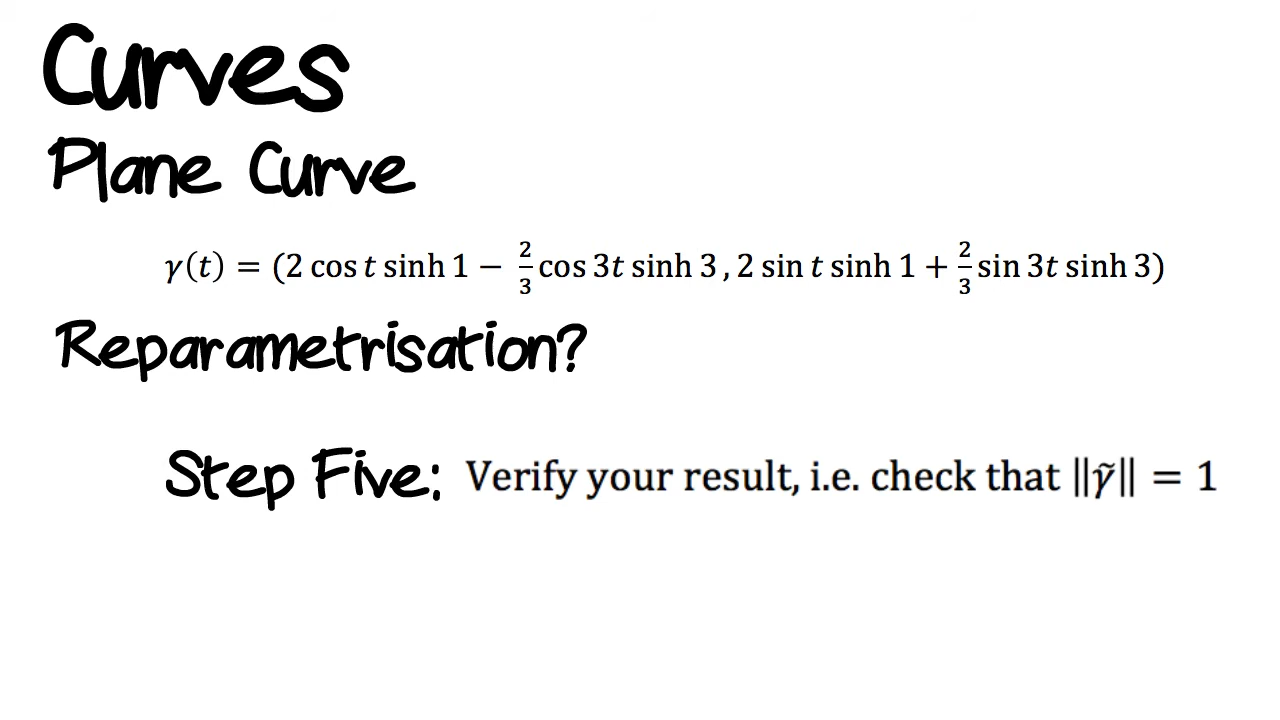 Curves
Plane Curve
γ(t) = (2 cos t sinh 1 − 2/3 cos 3t sinh 3 , 2 sin t sinh 1 + 2/3 sin 3t sinh 3)
Reparametrisation?
Step Five: Verify your result, i.e. check that ‖γ̃‖ = 1